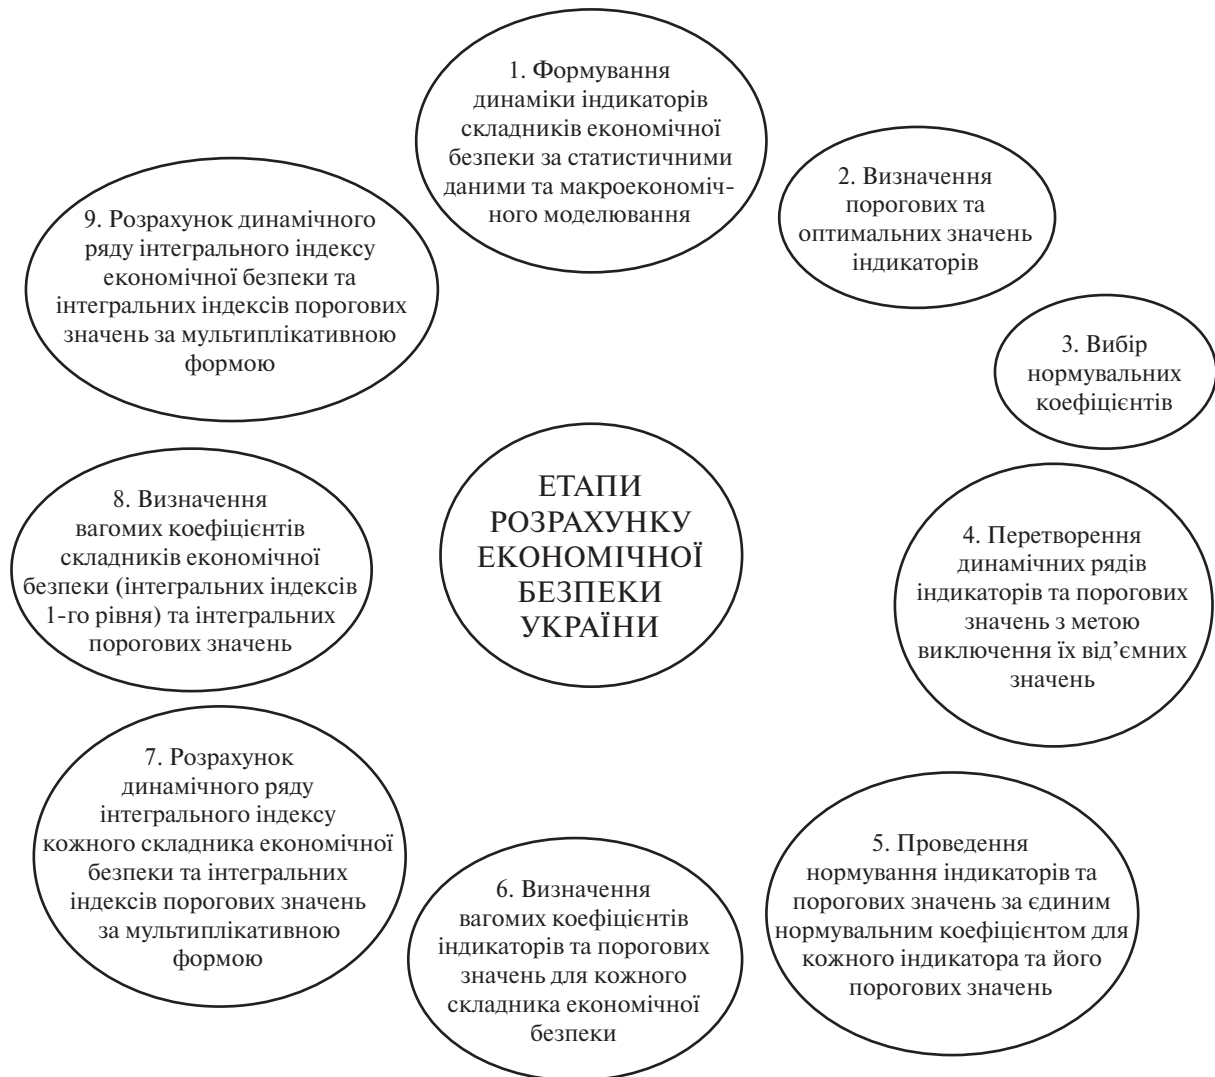 1. Формування
динаміки індикаторів
складників економічної
безпеки за статистичними
даними та макроекономіч-
ного моделювання
2. Визначення
порогових та
оптимальних значень
індикаторів
3. Вибір
нормувальних
коефіцієнтів
4. Перетворення
динамічних рядів
індикаторів та порогових
значень з метою
виключення їх від’ємних
значень
5. Проведення
нормування індикаторів та
порогових значень за єдиним
нормувальним коефіцієнтом для
кожного індикатора та його
порогових значень
6. Визначення
вагомих коефіцієнтів
індикаторів та порогових
значень для кожного
складника економічної
безпеки
7. Розрахунок
динамічного ряду
інтегрального індексу
кожного складника економічної
безпеки та інтегральних
індексів порогових значень
за мультиплікативною
формою
8. Визначення
вагомих коефіцієнтів
складників економічної
безпеки (інтегральних індексів
1-го рівня) та інтегральних
порогових значень
9. Розрахунок динамічного
ряду інтегрального індексу
економічної безпеки та
інтегральних індексів порогових
значень за мультиплікативною
формою
ЕТАПИ
РОЗРАХУНКУ
ЕКОНОМІЧНОЇ
БЕЗПЕКИ
УКРАЇНИ